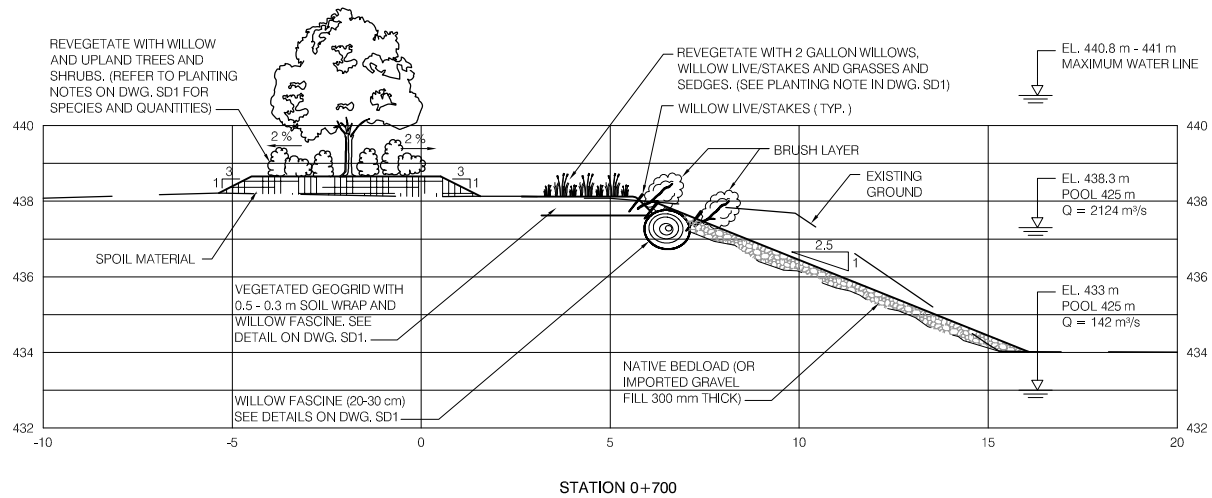 REVEGETATE WITH WILLOW
AND UPLAND TREES AND
SHRUBS. (REFER TO PLANTING
NOTES ON DWG. SD1 FOR
SPECIES AND QUANTITIES)
REVEGETATE WITH 2 GALLON WILLOWS,
WILLOW LIVE/STAKES AND GRASSES AND
SEDGES. (SEE PLANTING NOTE IN DWG. SD1)
WILLOW LIVE/STAKES ( TYP. )
EL. 440.8 m - 441 m
MAXIMUM WATER LINE
440
440
2 %
2 %
BRUSH LAYER
3
1
3
1
EXISTING
GROUND
EL. 438.3 m
POOL 425 m
Q = 2124 m³/s
438
438
SPOIL MATERIAL
2.5
1
436
436
VEGETATED GEOGRID WITH
0.5 - 0.3 m SOIL WRAP AND
WILLOW FASCINE. SEE
DETAIL ON DWG. SD1.
EL. 433 m
POOL 425 m
Q = 142 m³/s
434
434
NATIVE BEDLOAD (OR
IMPORTED GRAVEL
FILL 300 mm THICK)
WILLOW FASCINE (20-30 cm)
SEE DETAILS ON DWG. SD1
432
432
-10
-5
0
5
10
15
20
STATION 0+700